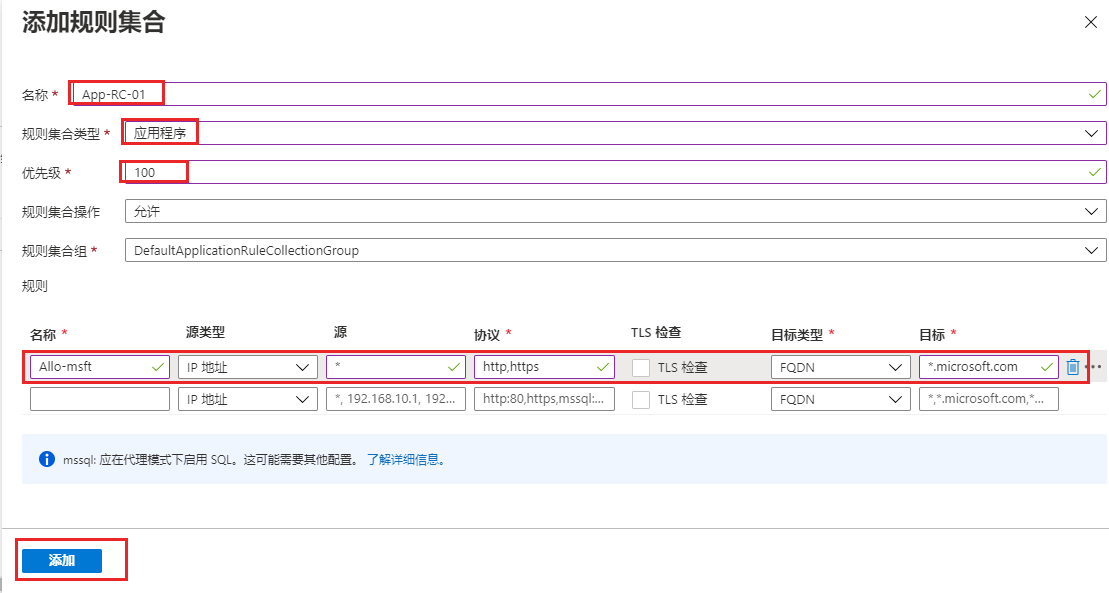 添加规则集合
名称 * App-RC-01
规则集合类型 * 应用程序
优先级 * 100
规则集合操作 允许
规则集合组 * DefaultApplicationRuleCollectionGroup
规则
名称 * 源类型 源 协议 * TLS 检查 目标类型 * 目标 *
Allo-msft IP 地址 * http,https TLS 检查 FQDN *.microsoft.com
IP 地址 *, 192.168.10.1, 192... http:80,https,mssql:... TLS 检查 FQDN *,*.microsoft.com,*...
mssql: 应在代理模式下启用 SQL。这可能需要其他配置。 了解详细信息。
添加